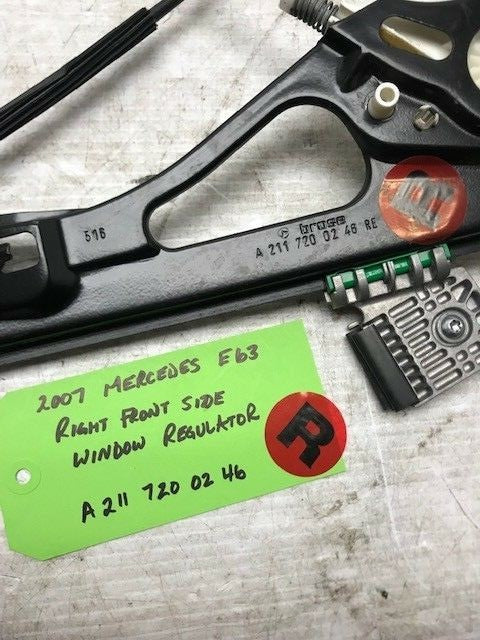 516
brose
A 211 720 02 46 RE
2007 MERCEDES E63
RIGHT FRONT SIDE
WINDOW REGULATOR
A 211 720 02 46
R